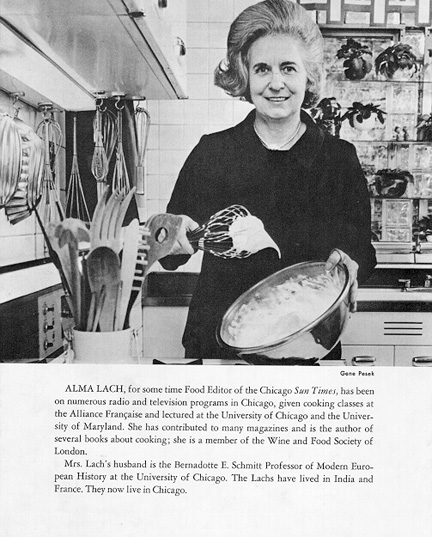 Gene Pesek
ALMA LACH, for some time Food Editor of the Chicago Sun Times, has been
on numerous radio and television programs in Chicago, given cooking classes at
the Alliance Française and lectured at the University of Chicago and the Univer-
sity of Maryland. She has contributed to many magazines and is the author of
several books about cooking; she is a member of the Wine and Food Society of
London.
Mrs. Lach's husband is the Bernadotte E. Schmitt Professor of Modern Euro-
pean History at the University of Chicago. The Lachs have lived in India and
France. They now live in Chicago.